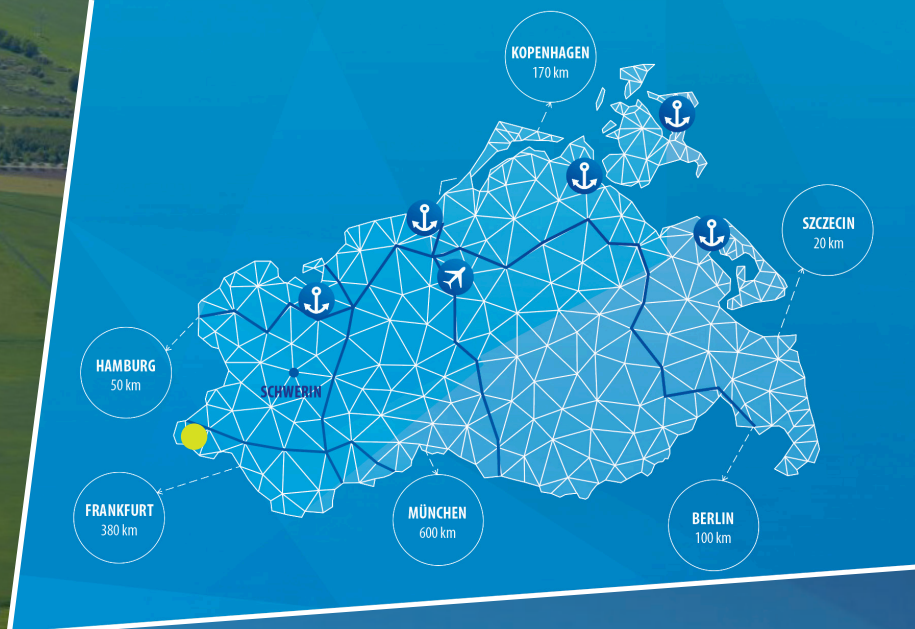 KOPENHAGEN
170 km
SZCZECIN
20 km
HAMBURG
50 km
SCHWERIN
FRANKFURT
380 km
MÜNCHEN
600 km
BERLIN
100 km